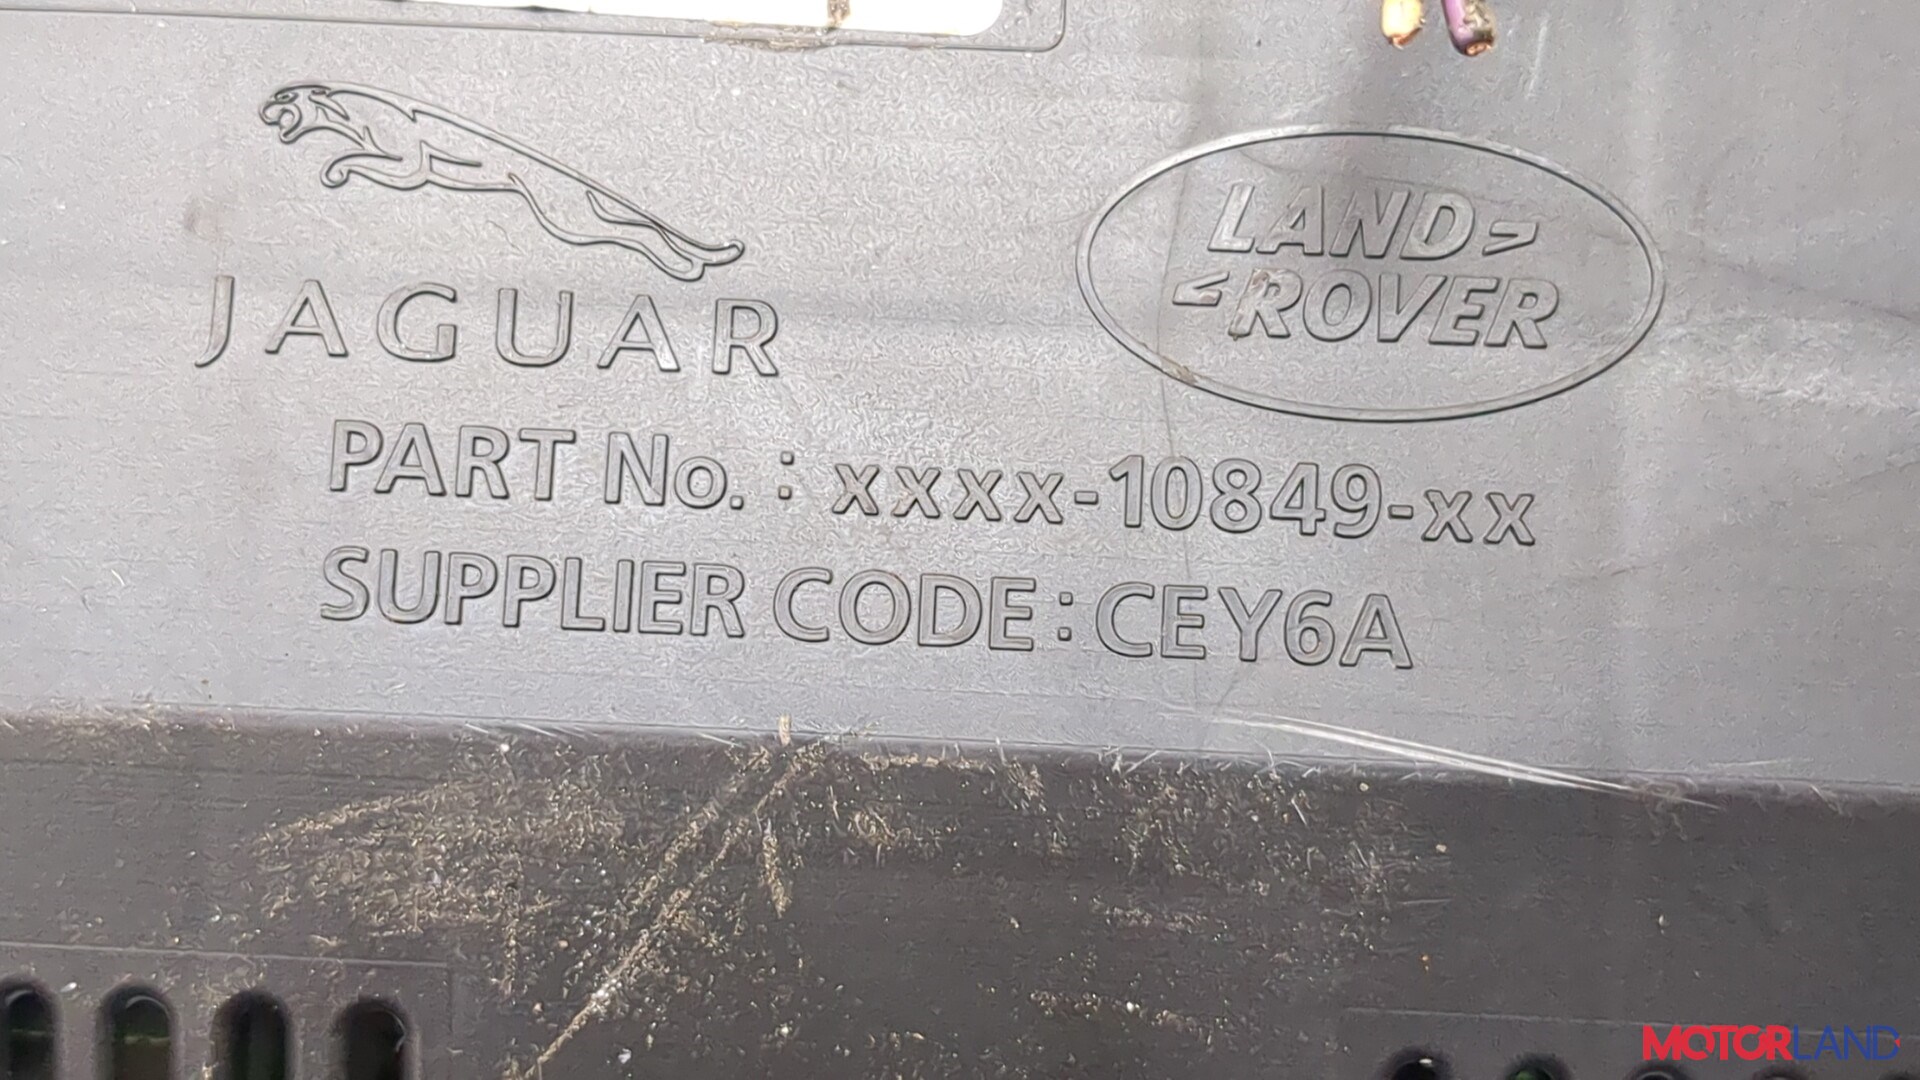 JAGUAR
LAND
ROVER
PART No.: xxxx-10849-xx
SUPPLIER CODE:CEY6A
MOTORLAND